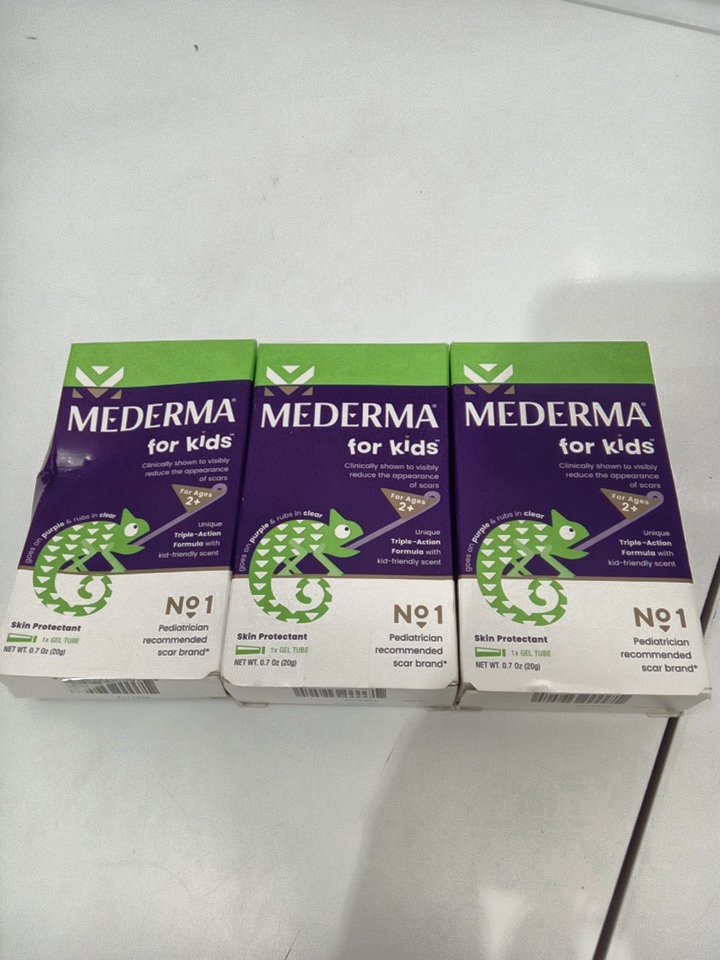 MEDERMA®
for kids™
Clinically shown to visibly
reduce the appearance
of scars
For Ages
2+
goes on purple & rubs in clear
Unique
Triple-Action
Formula with
kid-friendly scent
Skin Protectant
1x GEL TUBE
NET WT. 0.7 Oz (20g)
No1
Pediatrician
recommended
scar brand*
MEDERMA®
for kids™
Clinically shown to visibly
reduce the appearance
of scars
For Ages
2+
goes on purple & rubs in clear
Unique
Triple-Action
Formula with
kid-friendly scent
Skin Protectant
1x GEL TUBE
NET WT. 0.7 Oz (20g)
No1
Pediatrician
recommended
scar brand*
MEDERMA®
for kids™
Clinically shown to visibly
reduce the appearance
of scars
For Ages
2+
goes on purple & rubs in clear
Unique
Triple-Action
Formula with
kid-friendly scent
Skin Protectant
1x GEL TUBE
NET WT. 0.7 Oz (20g)
No1
Pediatrician
recommended
scar brand*